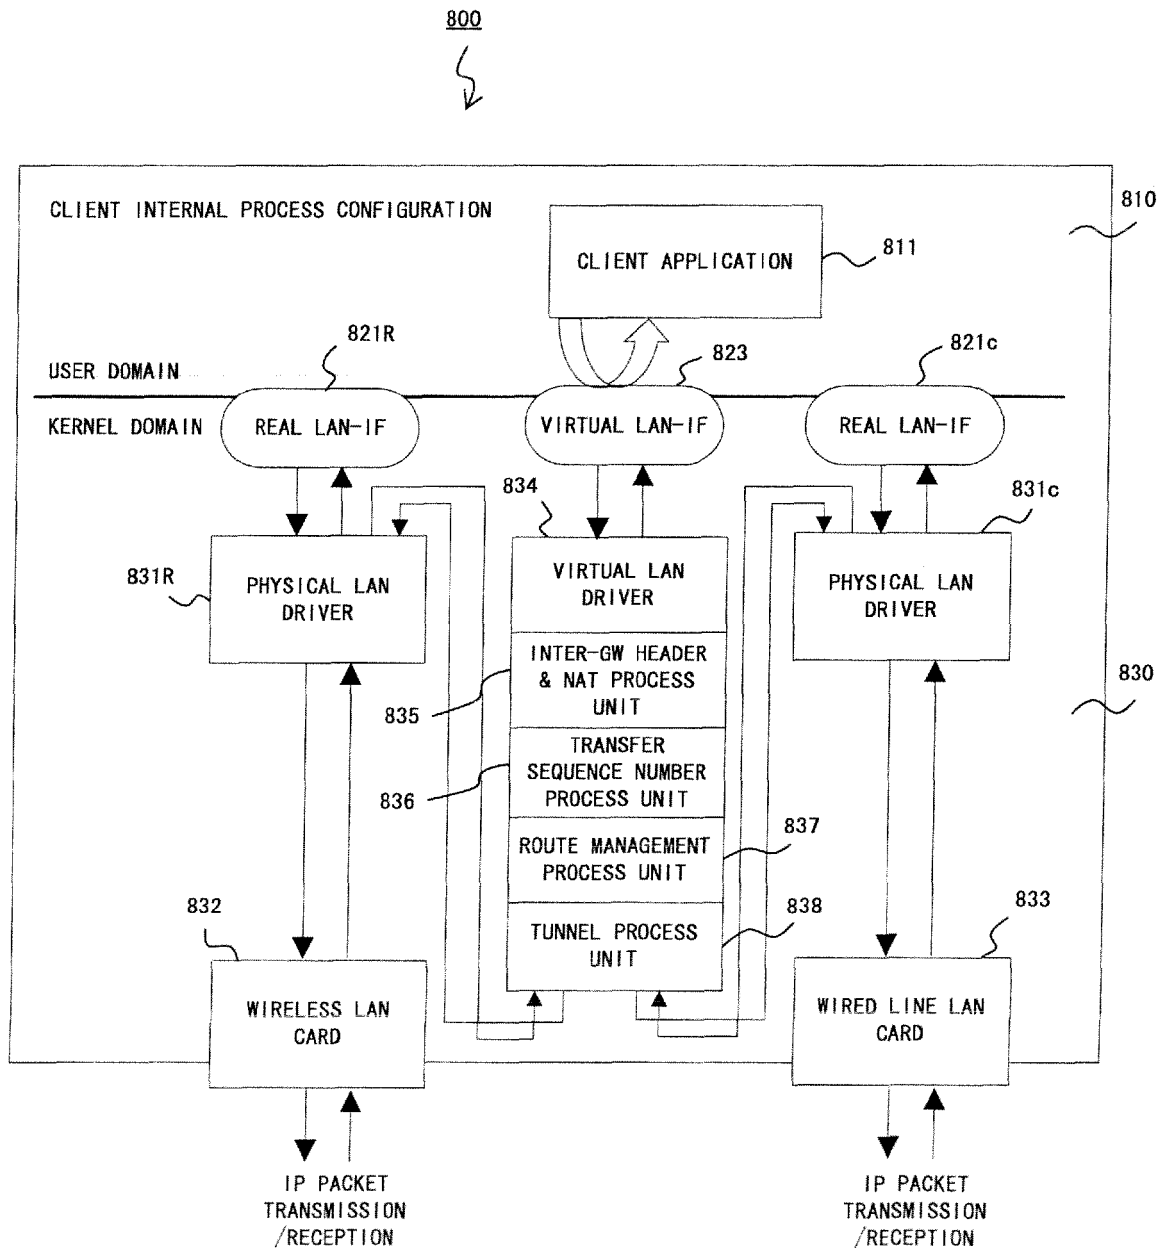 800
CLIENT INTERNAL PROCESS CONFIGURATION
810
CLIENT APPLICATION
811
821R
823
821c
USER DOMAIN
KERNEL DOMAIN
REAL LAN-IF
VIRTUAL LAN-IF
REAL LAN-IF
834
831c
831R
PHYSICAL LAN
DRIVER
VIRTUAL LAN
DRIVER
PHYSICAL LAN
DRIVER
INTER-GW HEADER
& NAT PROCESS
UNIT
835
830
TRANSFER
SEQUENCE NUMBER
PROCESS UNIT
836
ROUTE MANAGEMENT
PROCESS UNIT
837
832
838
833
TUNNEL PROCESS
UNIT
WIRELESS LAN
CARD
WIRED LINE LAN
CARD
IP PACKET
TRANSMISSION
/RECEPTION
IP PACKET
TRANSMISSION
/RECEPTION